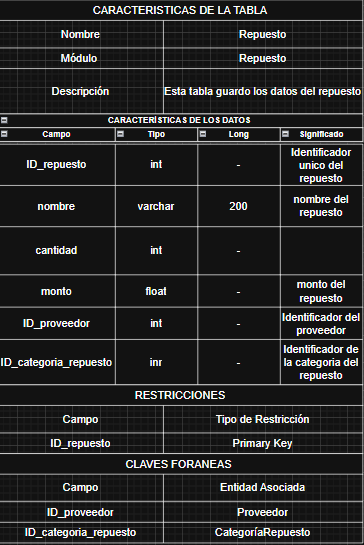 CARACTERISTICAS DE LA TABLA
Nombre Repuesto
Módulo Repuesto
Descripción Esta tabla guardo los datos del repuesto
CARACTERÍSTICAS DE LOS DATOS
Campo Tipo Long Significado
ID_repuesto int - Identificador
unico del
repuesto
nombre varchar 200 nombre del
repuesto
cantidad int -
monto float - monto del
repuesto
ID_proveedor int - Identificador del
proveedor
ID_categoria_repuesto inr - Identificador de
la categoria del
repuesto
RESTRICCIONES
Campo Tipo de Restricción
ID_repuesto Primary Key
CLAVES FORANEAS
Campo Entidad Asociada
ID_proveedor Proveedor
ID_categoria_repuesto CategoríaRepuesto